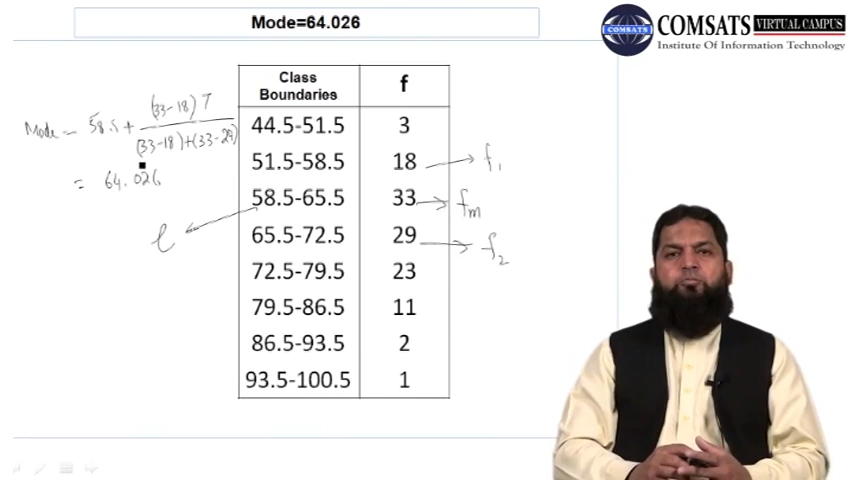 Mode=64.026
COMSATS
COMSATS VIRTUAL CAMPUS
Institute Of Information Technology
Class Boundaries f
44.5-51.5 3
51.5-58.5 18 f₁
58.5-65.5 33 fm
65.5-72.5 29 f₂
72.5-79.5 23
79.5-86.5 11
86.5-93.5 2
93.5-100.5 1
Mode = 58.5 + (33-18) 7
(33-18)+(33-29)
= 64.026
l